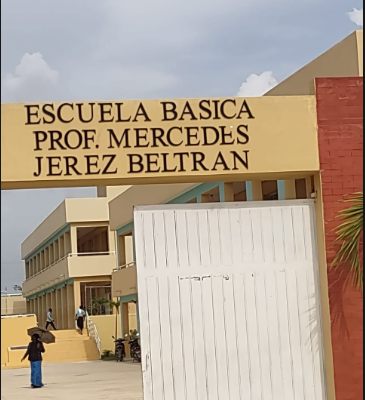 ESCUELA BASICA
PROF. MERCEDES
JEREZ BELTRAN